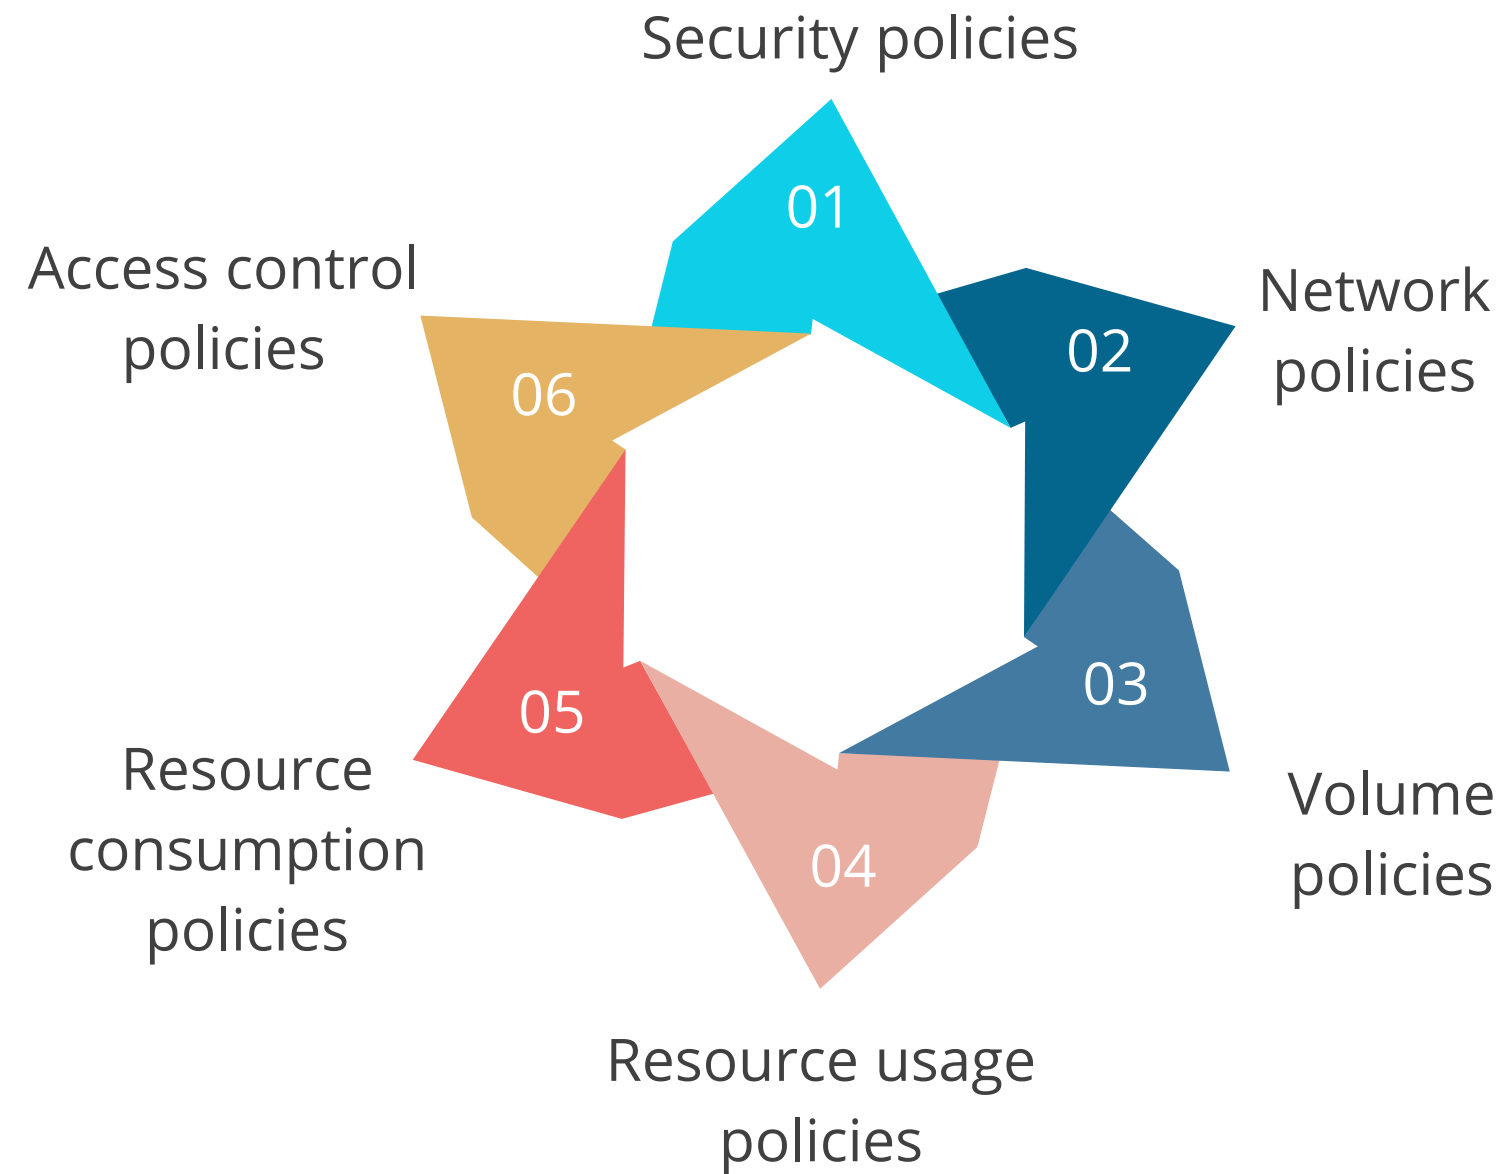 Security policies
01
Network
policies
02
Volume
policies
03
Resource usage
policies
04
Resource
consumption
policies
05
Access control
policies
06